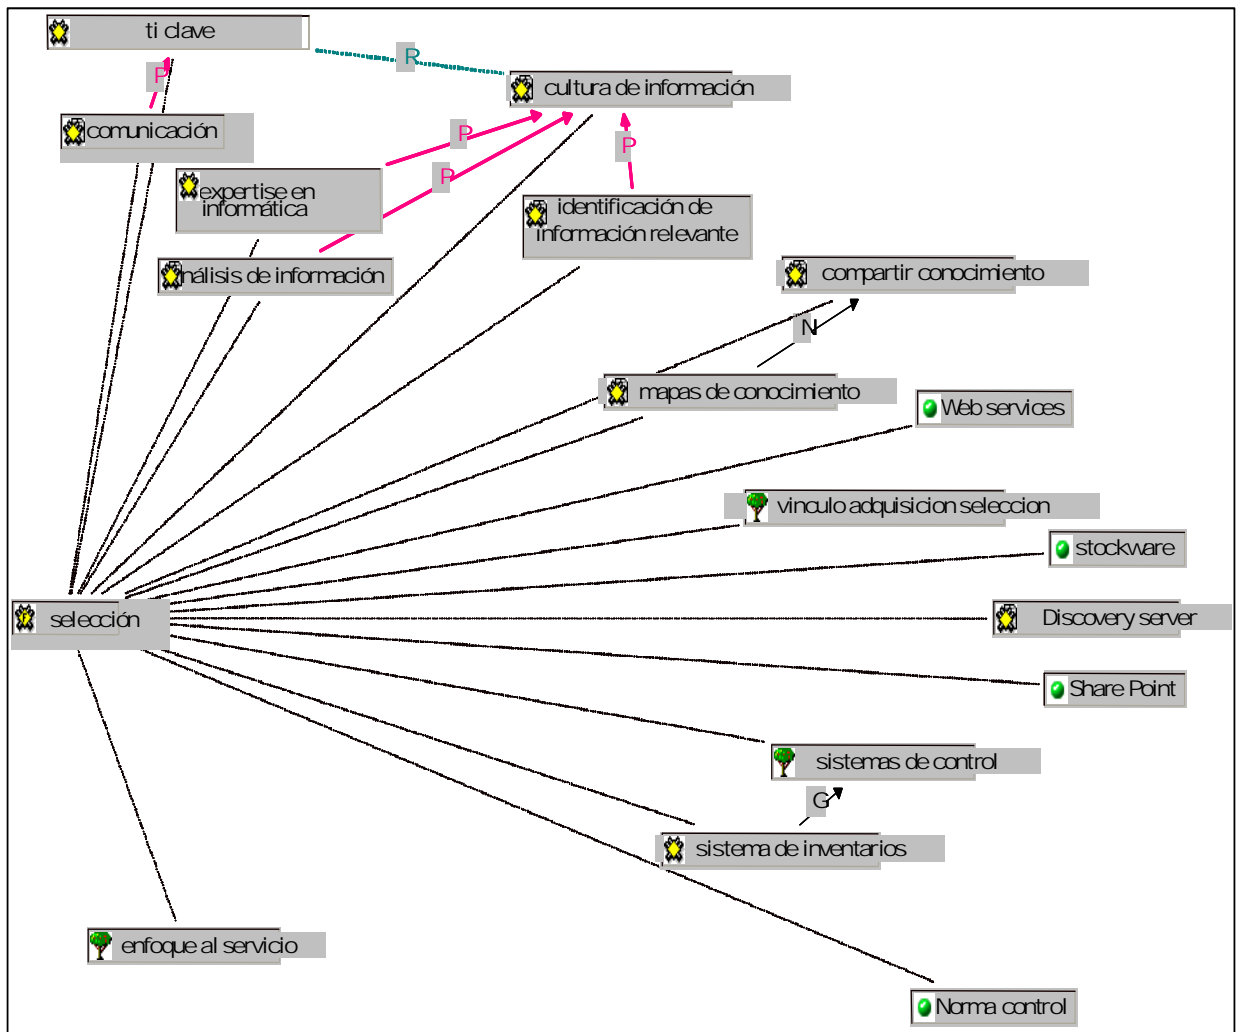 ti clave
R
cultura de información
P
comunicación
P
P
P
expertise en
informática
identificación de
información relevante
nálisis de información
compartir conocimiento
N
mapas de conocimiento
Web services
vinculo adquisicion seleccion
stockware
selección
Discovery server
Share Point
sistemas de control
G
sistema de inventarios
enfoque al servicio
Norma control